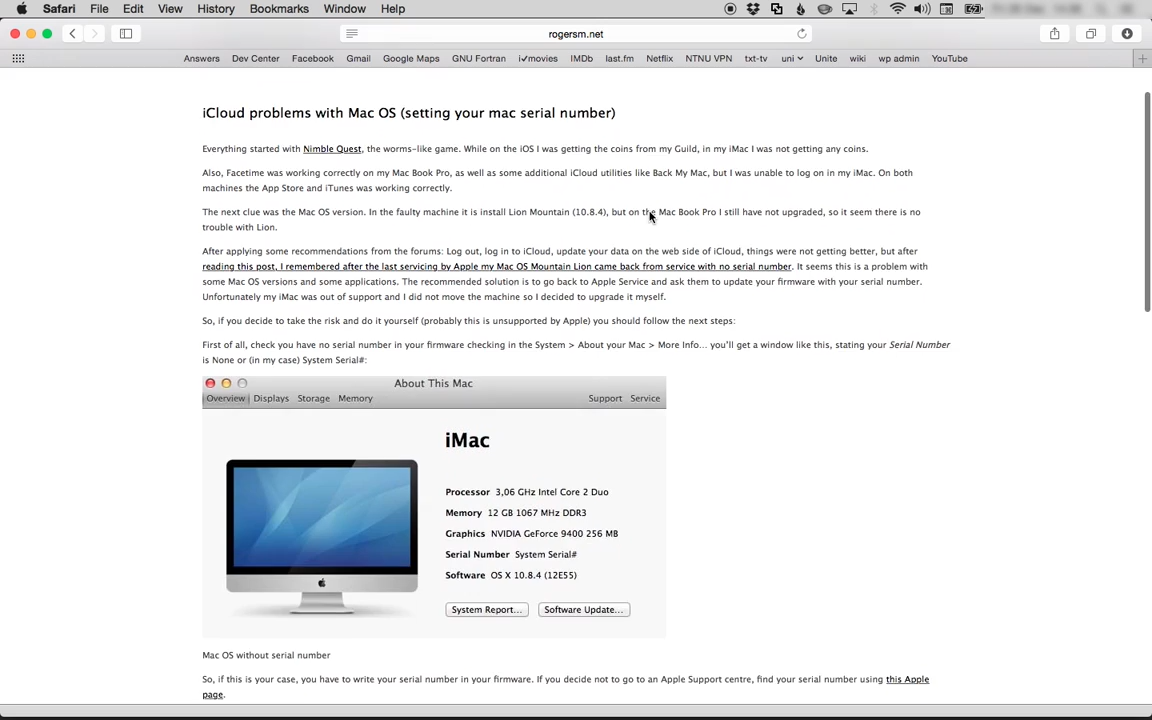 Safari File Edit View History Bookmarks Window Help
rogersm.net
Answers Dev Center Facebook Gmail Google Maps GNU Fortran i✓movies IMDb last.fm Netflix NTNU VPN txt-tv uni Unite wiki wp admin YouTube
iCloud problems with Mac OS (setting your mac serial number)
Everything started with Nimble Quest, the worms-like game. While on the iOS I was getting the coins from my Guild, in my iMac I was not getting any coins.
Also, Facetime was working correctly on my Mac Book Pro, as well as some additional iCloud utilities like Back My Mac, but I was unable to log on in my iMac. On both
machines the App Store and iTunes was working correctly.
The next clue was the Mac OS version. In the faulty machine it is install Lion Mountain (10.8.4), but on the Mac Book Pro I still have not upgraded, so it seem there is no
trouble with Lion.
After applying some recommendations from the forums: Log out, log in to iCloud, update your data on the web side of iCloud, things were not getting better, but after
reading this post, I remembered after the last servicing by Apple my Mac OS Mountain Lion came back from service with no serial number. It seems this is a problem with
some Mac OS versions and some applications. The recommended solution is to go back to Apple Service and ask them to update your firmware with your serial number.
Unfortunately my iMac was out of support and I did not move the machine so I decided to upgrade it myself.
So, if you decide to take the risk and do it yourself (probably this is unsupported by Apple) you should follow the next steps:
First of all, check you have no serial number in your firmware checking in the System > About your Mac > More Info... you'll get a window like this, stating your Serial Number
is None or (in my case) System Serial#:
About This Mac
Overview Displays Storage Memory Support Service
iMac
Processor 3,06 GHz Intel Core 2 Duo
Memory 12 GB 1067 MHz DDR3
Graphics NVIDIA GeForce 9400 256 MB
Serial Number System Serial#
Software OS X 10.8.4 (12E55)
System Report... Software Update...
Mac OS without serial number
So, if this is your case, you have to write your serial number in your firmware. If you decide not to go to an Apple Support centre, find your serial number using this Apple
page.